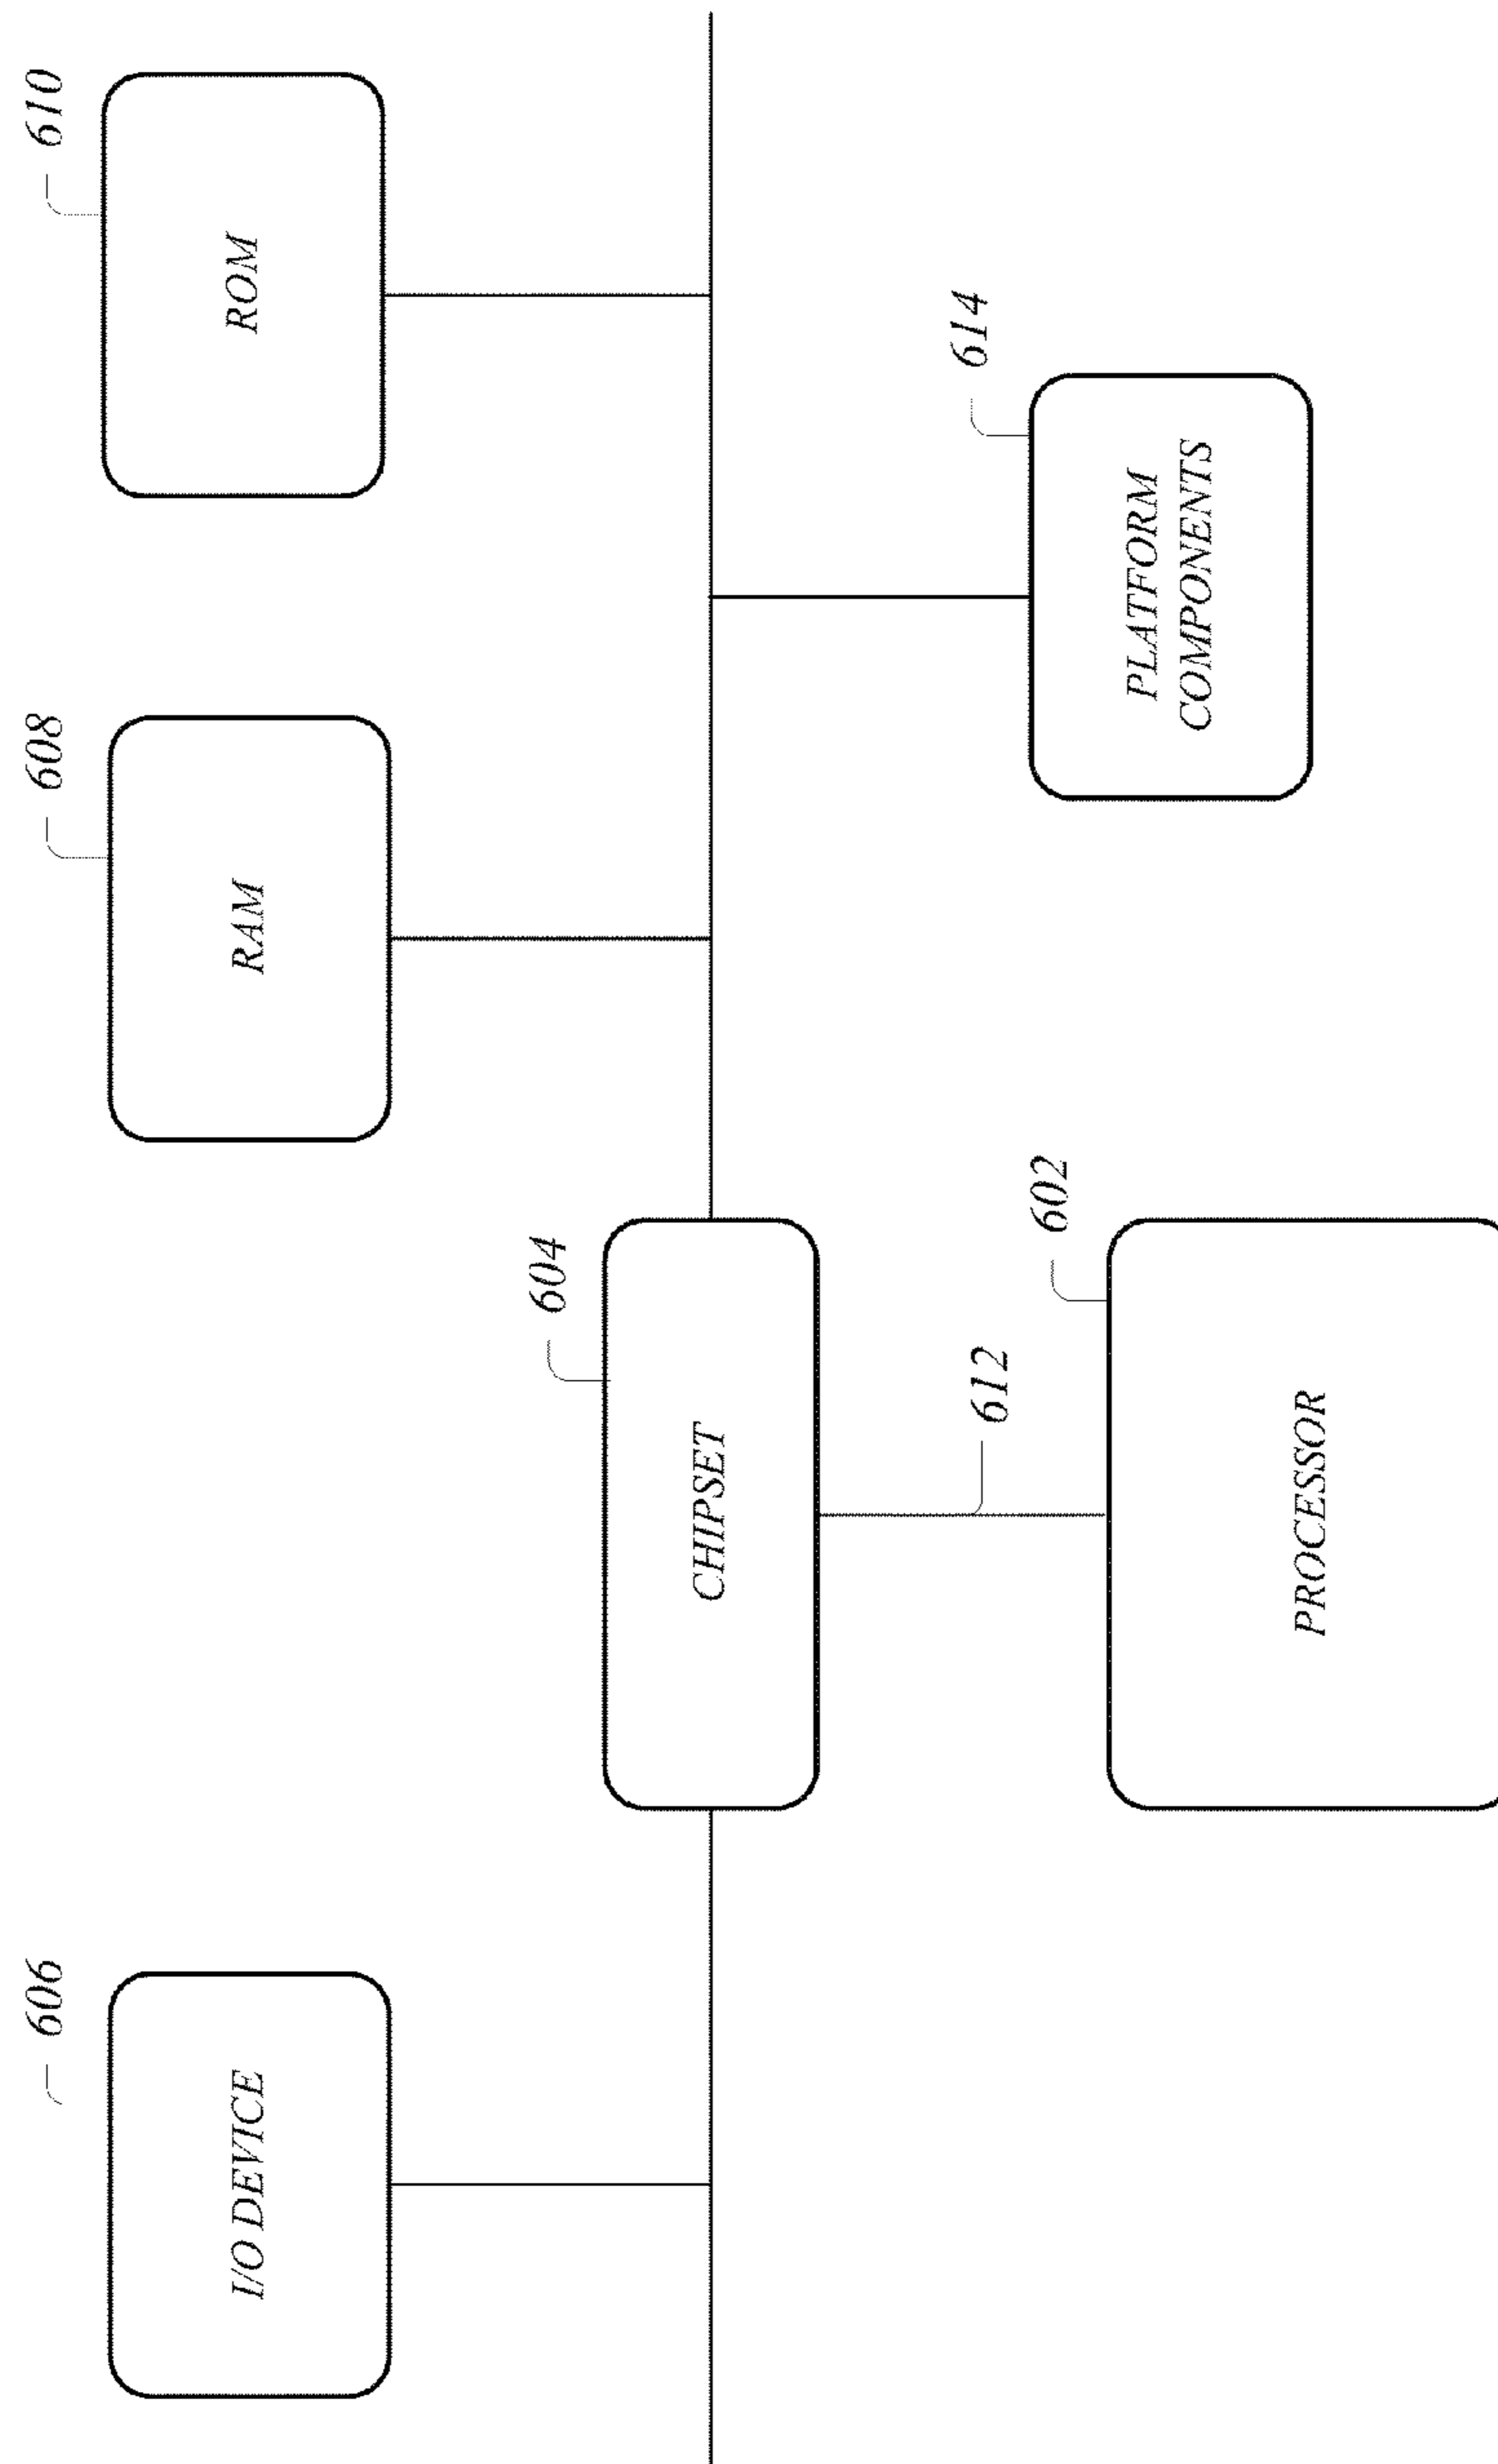 606
I/O DEVICE
608
RAM
610
ROM
604
CHIPSET
612
602
PROCESSOR
614
PLATFORM
COMPONENTS